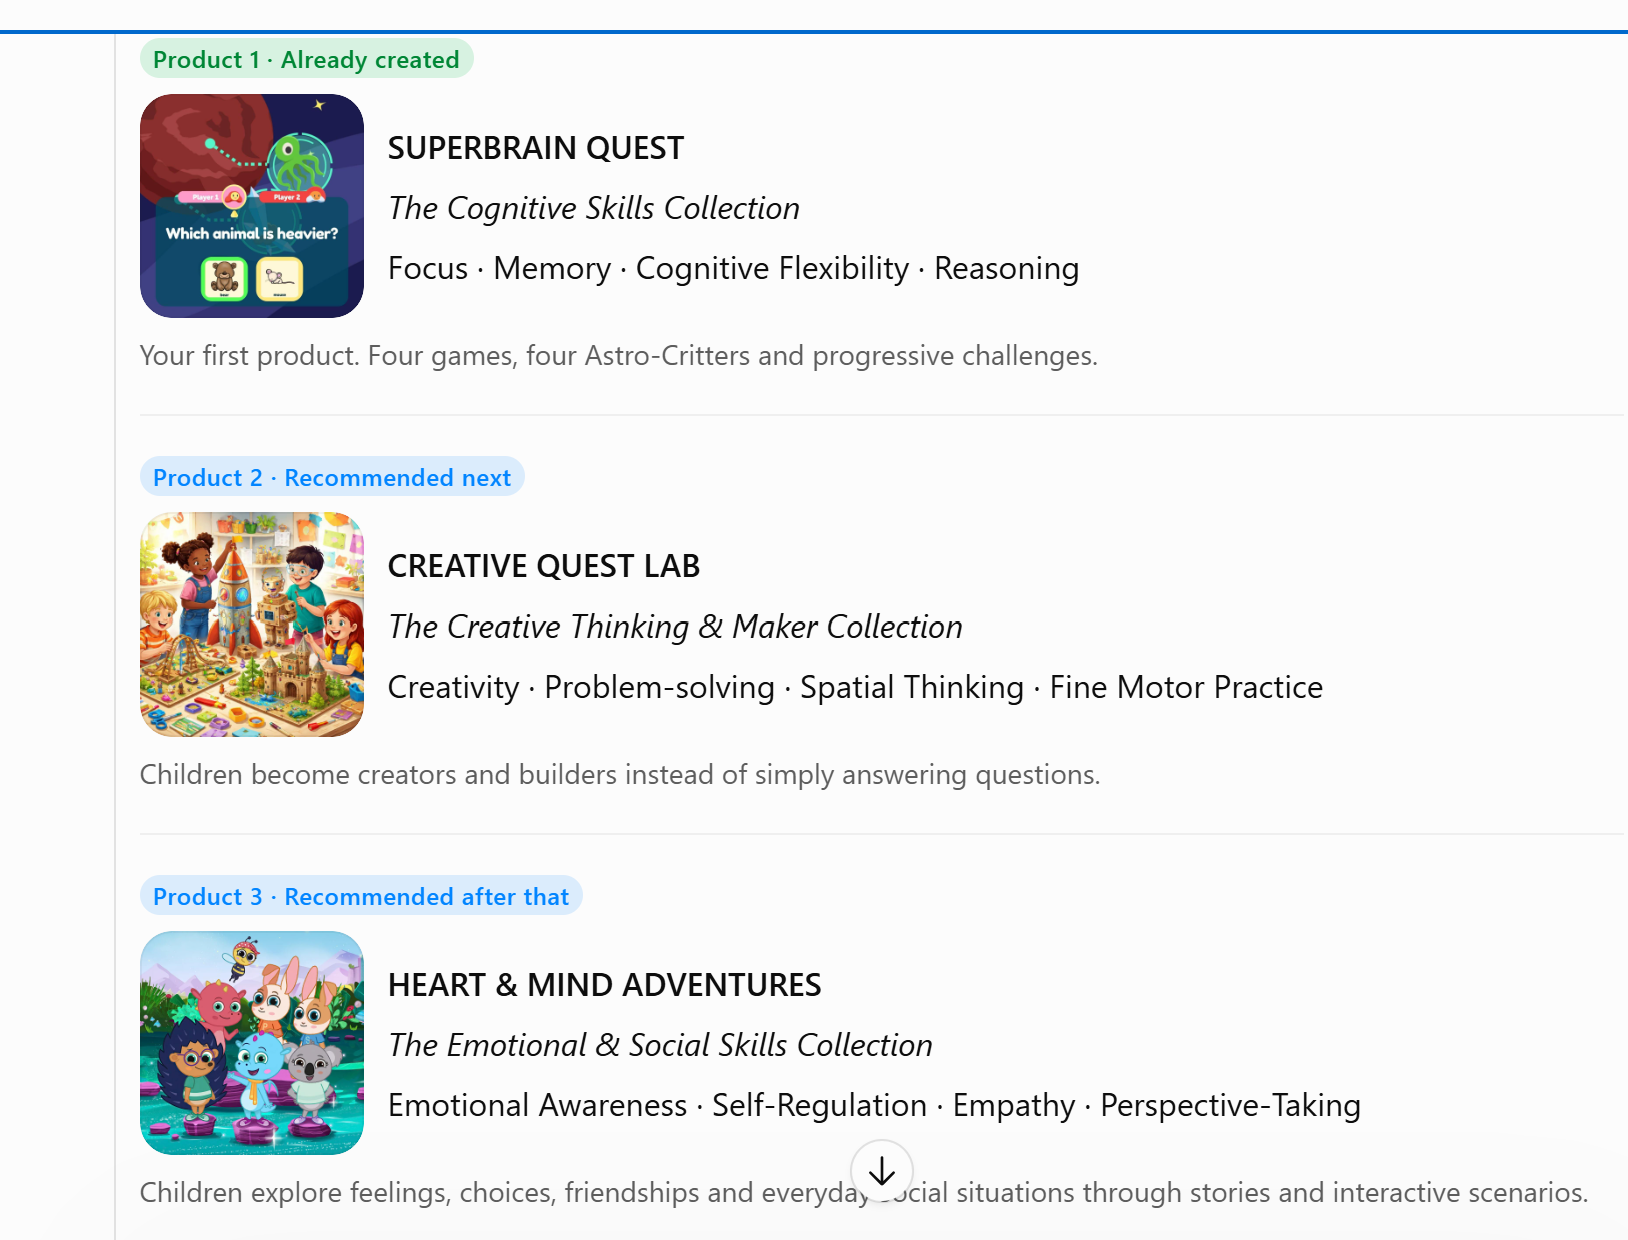 Product 1 · Already created
Player 1
Player 2
Which animal is heavier?
SUPERBRAIN QUEST
The Cognitive Skills Collection
Focus · Memory · Cognitive Flexibility · Reasoning
Your first product. Four games, four Astro-Critters and progressive challenges.
Product 2 · Recommended next
CREATIVE QUEST LAB
The Creative Thinking & Maker Collection
Creativity · Problem-solving · Spatial Thinking · Fine Motor Practice
Children become creators and builders instead of simply answering questions.
Product 3 · Recommended after that
HEART & MIND ADVENTURES
The Emotional & Social Skills Collection
Emotional Awareness · Self-Regulation · Empathy · Perspective-Taking
Children explore feelings, choices, friendships and everyday social situations through stories and interactive scenarios.